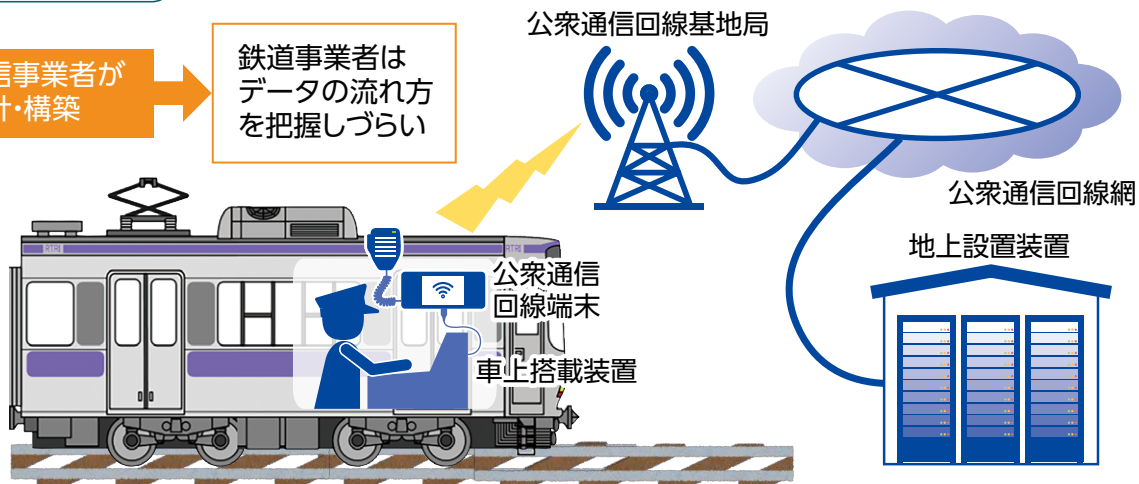 信事業者が
計・構築
鉄道事業者は
データの流れ方
を把握しづらい
公衆通信回線基地局
公衆通信回線網
地上設置装置
公衆通信
回線端末
車上搭載装置
RTRI
RTRI